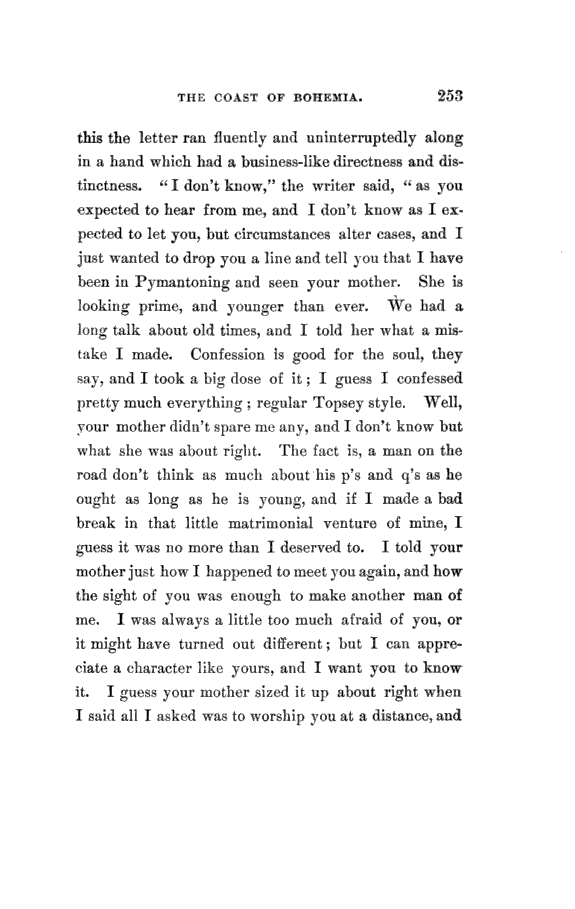 THE COAST OF BOHEMIA. 253
this the letter ran fluently and uninterruptedly along
in a hand which had a business-like directness and dis-
tinctness. “I don’t know,” the writer said, “as you
expected to hear from me, and I don’t know as I ex-
pected to let you, but circumstances alter cases, and I
just wanted to drop you a line and tell you that I have
been in Pymantoning and seen your mother. She is
looking prime, and younger than ever. We had a
long talk about old times, and I told her what a mis-
take I made. Confession is good for the soul, they
say, and I took a big dose of it; I guess I confessed
pretty much everything; regular Topsey style. Well,
your mother didn’t spare me any, and I don’t know but
what she was about right. The fact is, a man on the
road don’t think as much about his p’s and q’s as he
ought as long as he is young, and if I made a bad
break in that little matrimonial venture of mine, I
guess it was no more than I deserved to. I told your
mother just how I happened to meet you again, and how
the sight of you was enough to make another man of
me. I was always a little too much afraid of you, or
it might have turned out different; but I can appre-
ciate a character like yours, and I want you to know
it. I guess your mother sized it up about right when
I said all I asked was to worship you at a distance, and